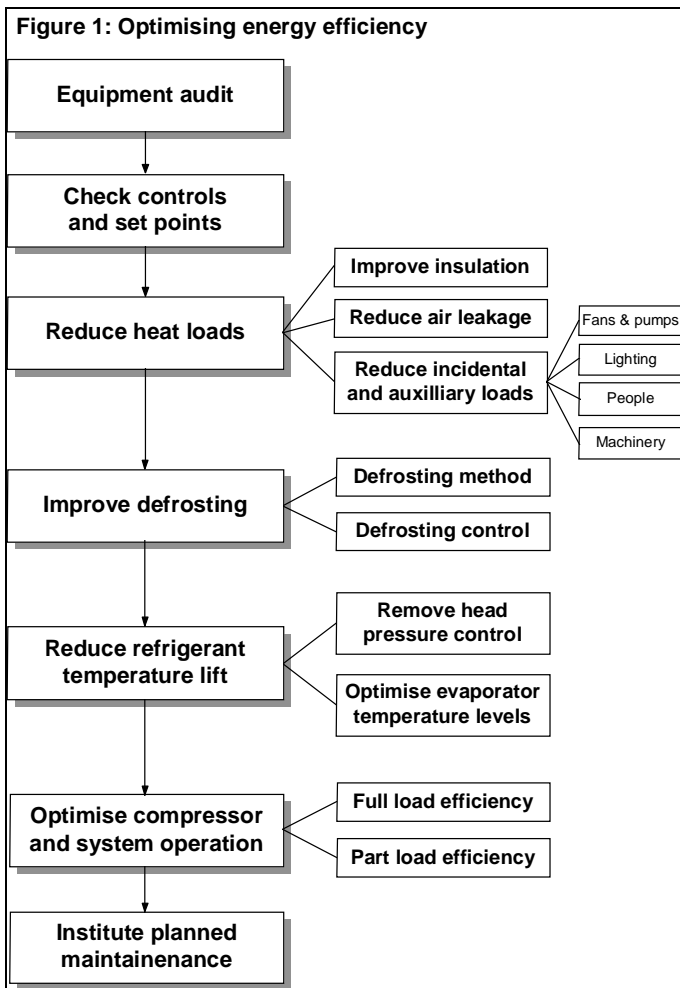 Figure 1: Optimising energy efficiency
Equipment audit
Check controls
and set points
Reduce heat loads
Improve insulation
Reduce air leakage
Reduce incidental
and auxilliary loads
Fans & pumps
Lighting
People
Machinery
Improve defrosting
Defrosting method
Defrosting control
Reduce refrigerant
temperature lift
Remove head
pressure control
Optimise evaporator
temperature levels
Optimise compressor
and system operation
Full load efficiency
Part load efficiency
Institute planned
maintainenance